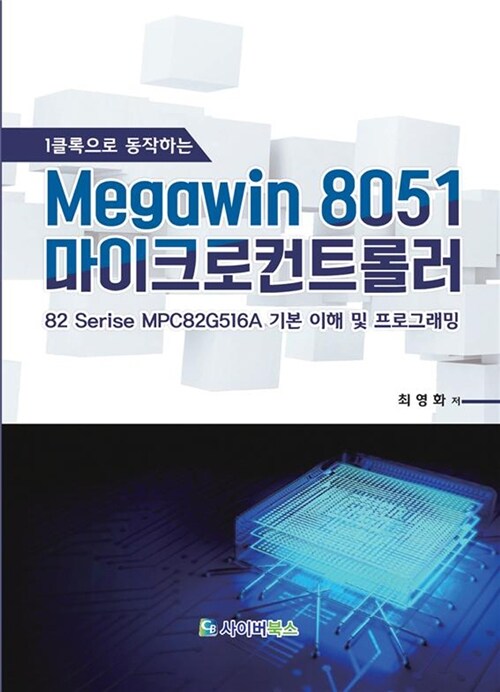 1클록으로 동작하는
Megawin 8051
마이크로컨트롤러
82 Serise MPC82G516A 기본 이해 및 프로그래밍
최영화 저
CB 사이버북스